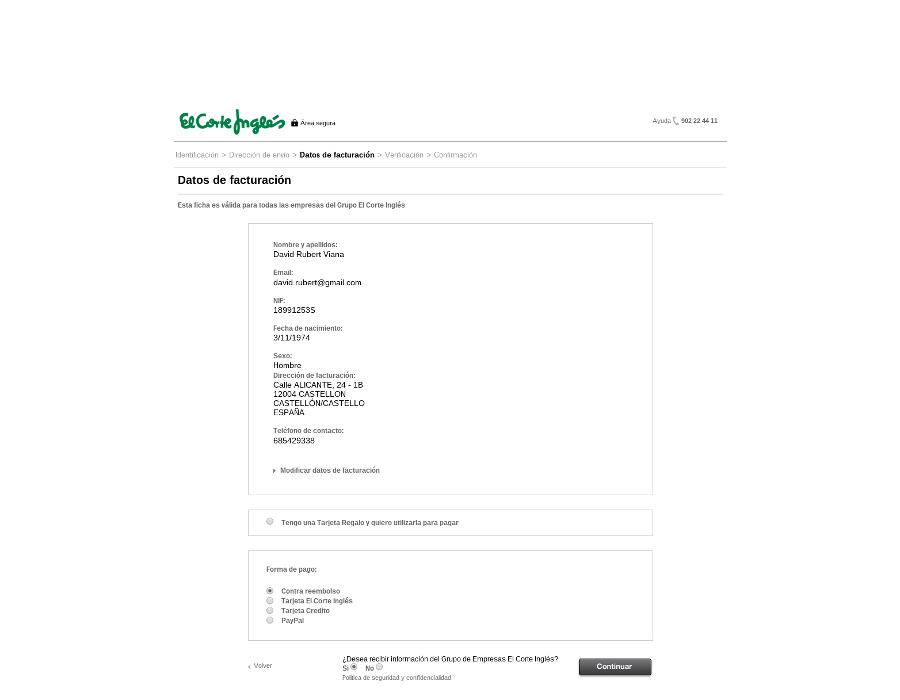 El Corte Inglés
Área segura
Ayuda 902 22 44 11
Identificación > Dirección de envío > Datos de facturación > Verificación > Confirmación
Datos de facturación
Esta ficha es válida para todas las empresas del Grupo El Corte Inglés
Nombre y apellidos:
David Rubert Viana
Email:
david.rubert@gmail.com
NIF:
18991253S
Fecha de nacimiento:
3/11/1974
Sexo:
Hombre
Dirección de facturación:
Calle ALICANTE, 24 - 1B
12004 CASTELLON
CASTELLÓN/CASTELLO
ESPAÑA
Teléfono de contacto:
685429338
Modificar datos de facturación
Tengo una Tarjeta Regalo y quiero utilizarla para pagar
Forma de pago:
Contra reembolso
Tarjeta El Corte Inglés
Tarjeta Credito
PayPal
‹ Volver
¿Desea recibir información del Grupo de Empresas El Corte Inglés?
Si No
Política de seguridad y confidencialidad
Continuar